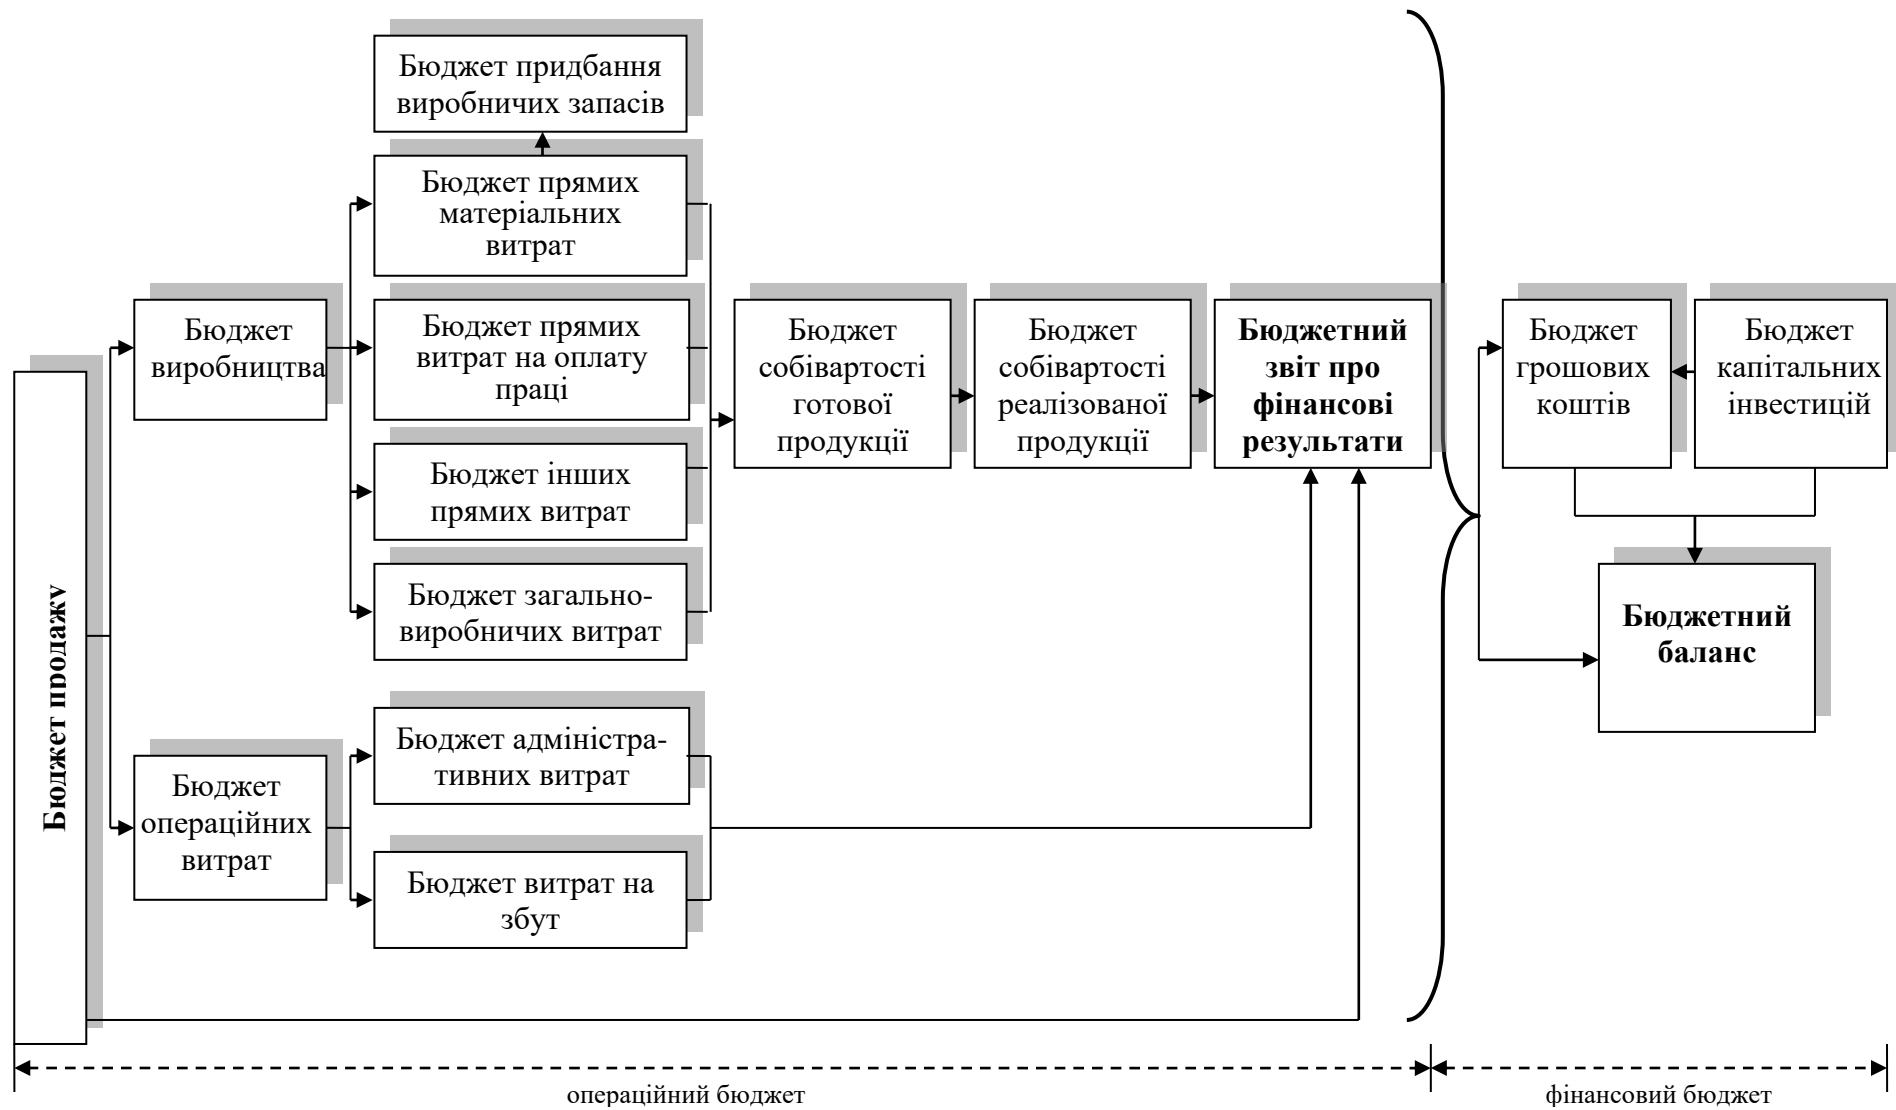 Бюджет придбання
виробничих запасів
Бюджет прямих
матеріальних
витрат
Бюджет
виробництва
Бюджет прямих
витрат на оплату
праці
Бюджет
собівартості
готової
продукції
Бюджет
собівартості
реалізованої
продукції
Бюджетний
звіт про
фінансові
результати
Бюджет
грошових
коштів
Бюджет
капітальних
інвестицій
Бюджет інших
прямих витрат
Бюджет загально-
виробничих витрат
Бюджетний
баланс
Бюджет продажу
Бюджет
операційних
витрат
Бюджет адміністра-
тивних витрат
Бюджет витрат на
збут
операційний бюджет
фінансовий бюджет